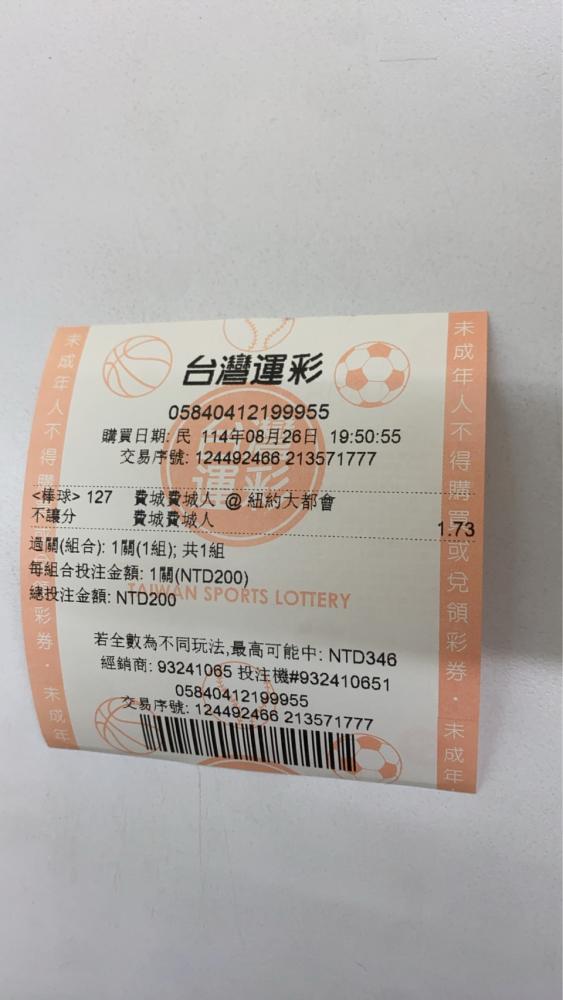 台灣運彩
05840412199955
購買日期: 民 114年08月26日 19:50:55
交易序號: 124492466 213571777
台灣
運彩
<棒球> 127 費城費城人 @ 紐約大都會
不讓分 費城費城人 1.73
過關(組合): 1關(1組); 共1組
每組合投注金額: 1關(NTD200)
總投注金額: NTD200
TAIWAN SPORTS LOTTERY
若全數為不同玩法,最高可能中: NTD346
經銷商: 93241065 投注機#932410651
05840412199955
交易序號: 124492466 213571777
未成年人不得購
彩券.未成年
未成年人不得購買或兌領彩券.未成年